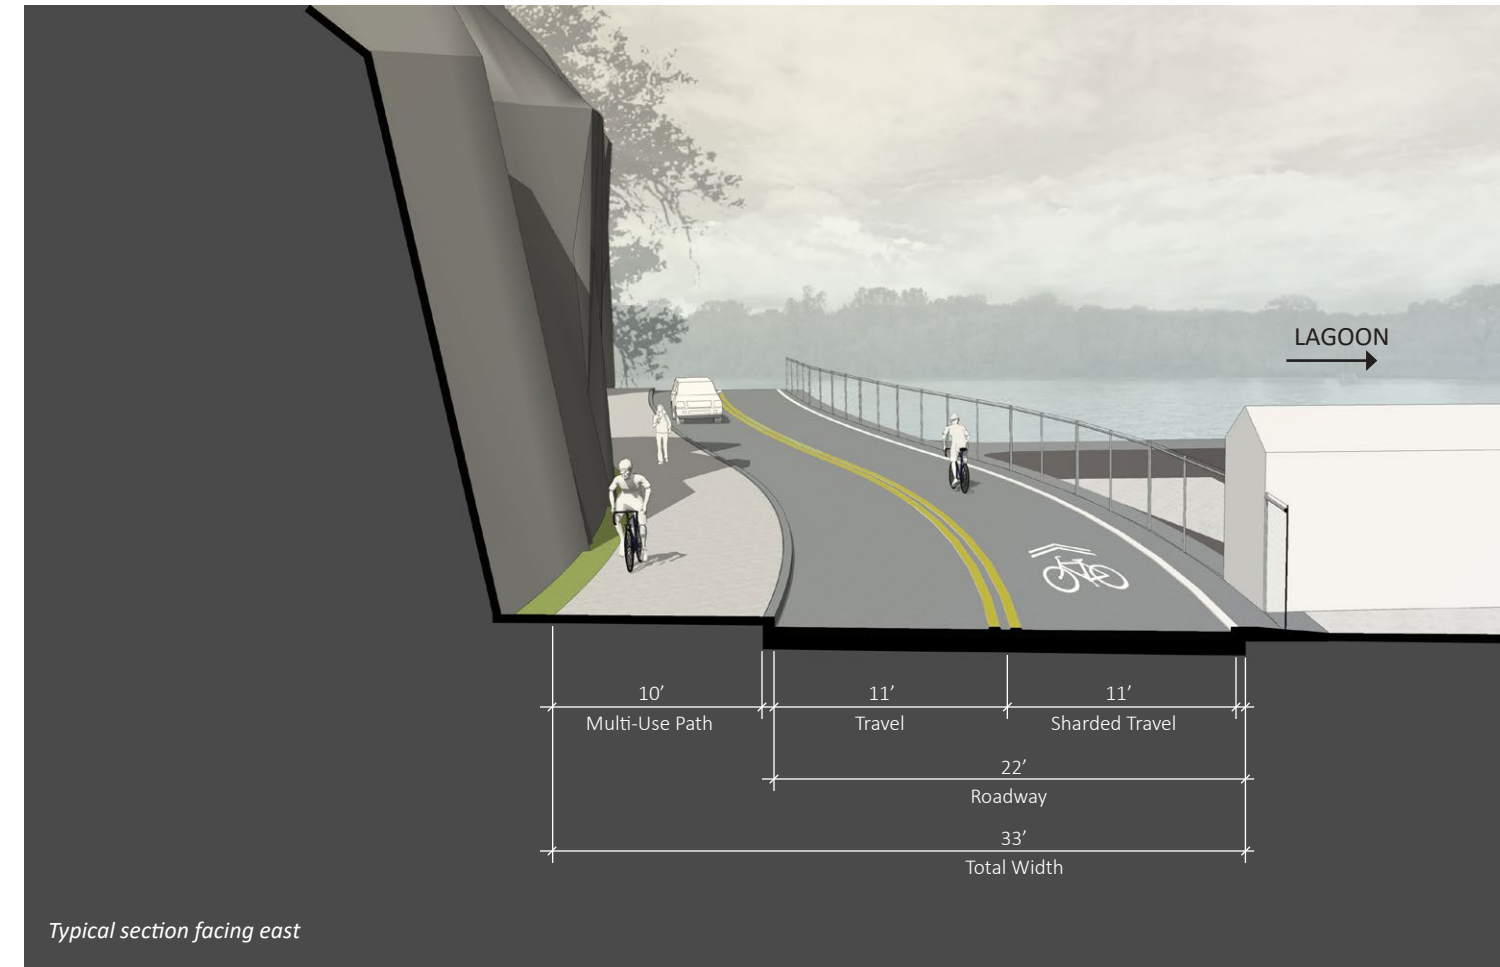 LAGOON
10’
11’
11’
Multi-Use Path
Travel
Sharded Travel
22’
Roadway
33’
Total Width
Typical section facing east